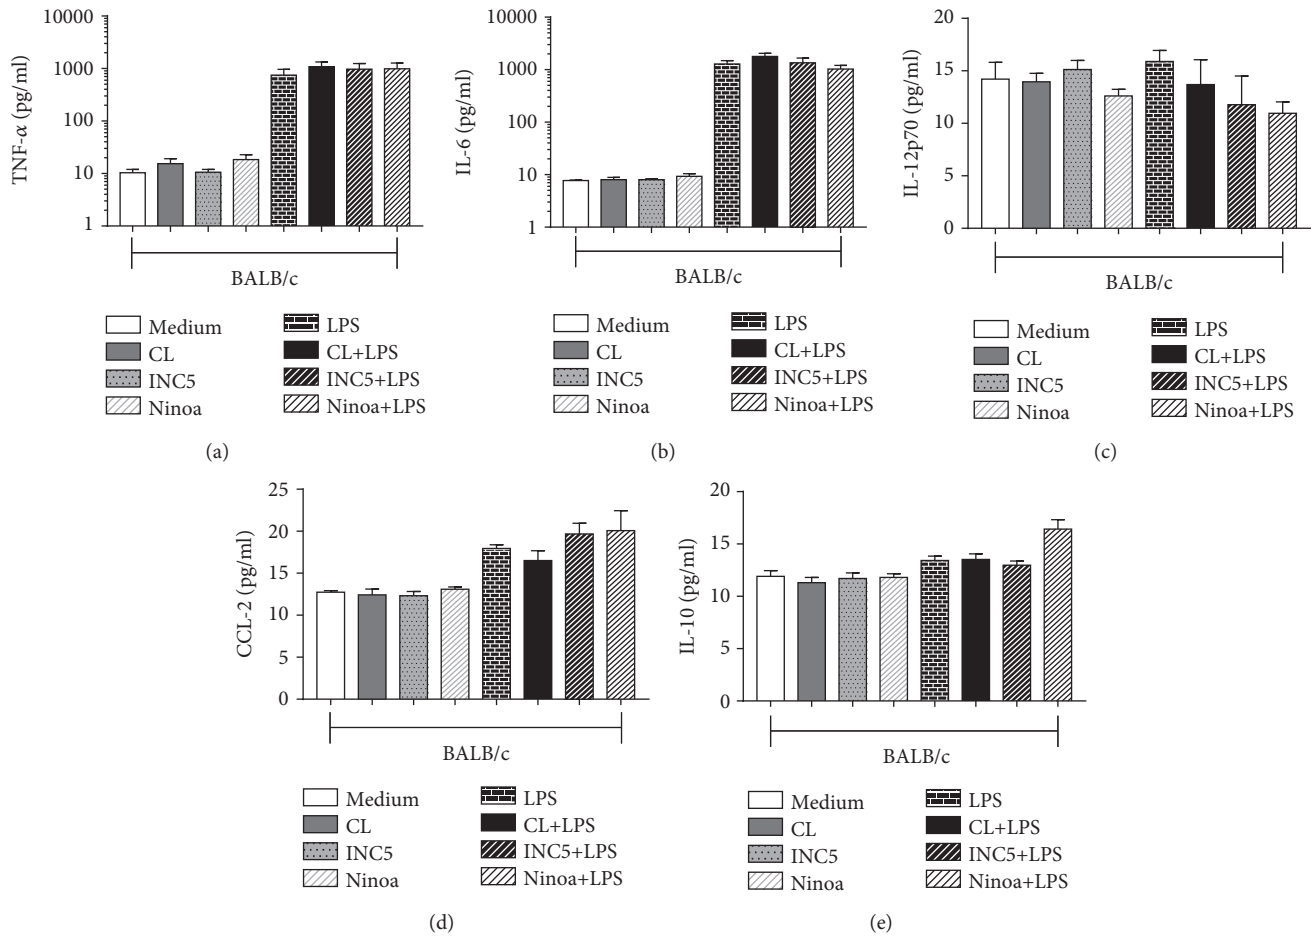 10000
1000
100
10
1
TNF-α (pg/ml)
BALB/c
Medium
CL
INC5
Ninoa
LPS
CL+LPS
INC5+LPS
Ninoa+LPS
(a)
10000
1000
100
10
1
IL-6 (pg/ml)
BALB/c
Medium
CL
INC5
Ninoa
LPS
CL+LPS
INC5+LPS
Ninoa+LPS
(b)
20
15
10
5
0
IL-12p70 (pg/ml)
BALB/c
Medium
CL
INC5
Ninoa
LPS
CL+LPS
INC5+LPS
Ninoa+LPS
(c)
25
20
15
10
5
0
CCL-2 (pg/ml)
BALB/c
Medium
CL
INC5
Ninoa
LPS
CL+LPS
INC5+LPS
Ninoa+LPS
(d)
20
15
10
5
0
IL-10 (pg/ml)
BALB/c
Medium
CL
INC5
Ninoa
LPS
CL+LPS
INC5+LPS
Ninoa+LPS
(e)